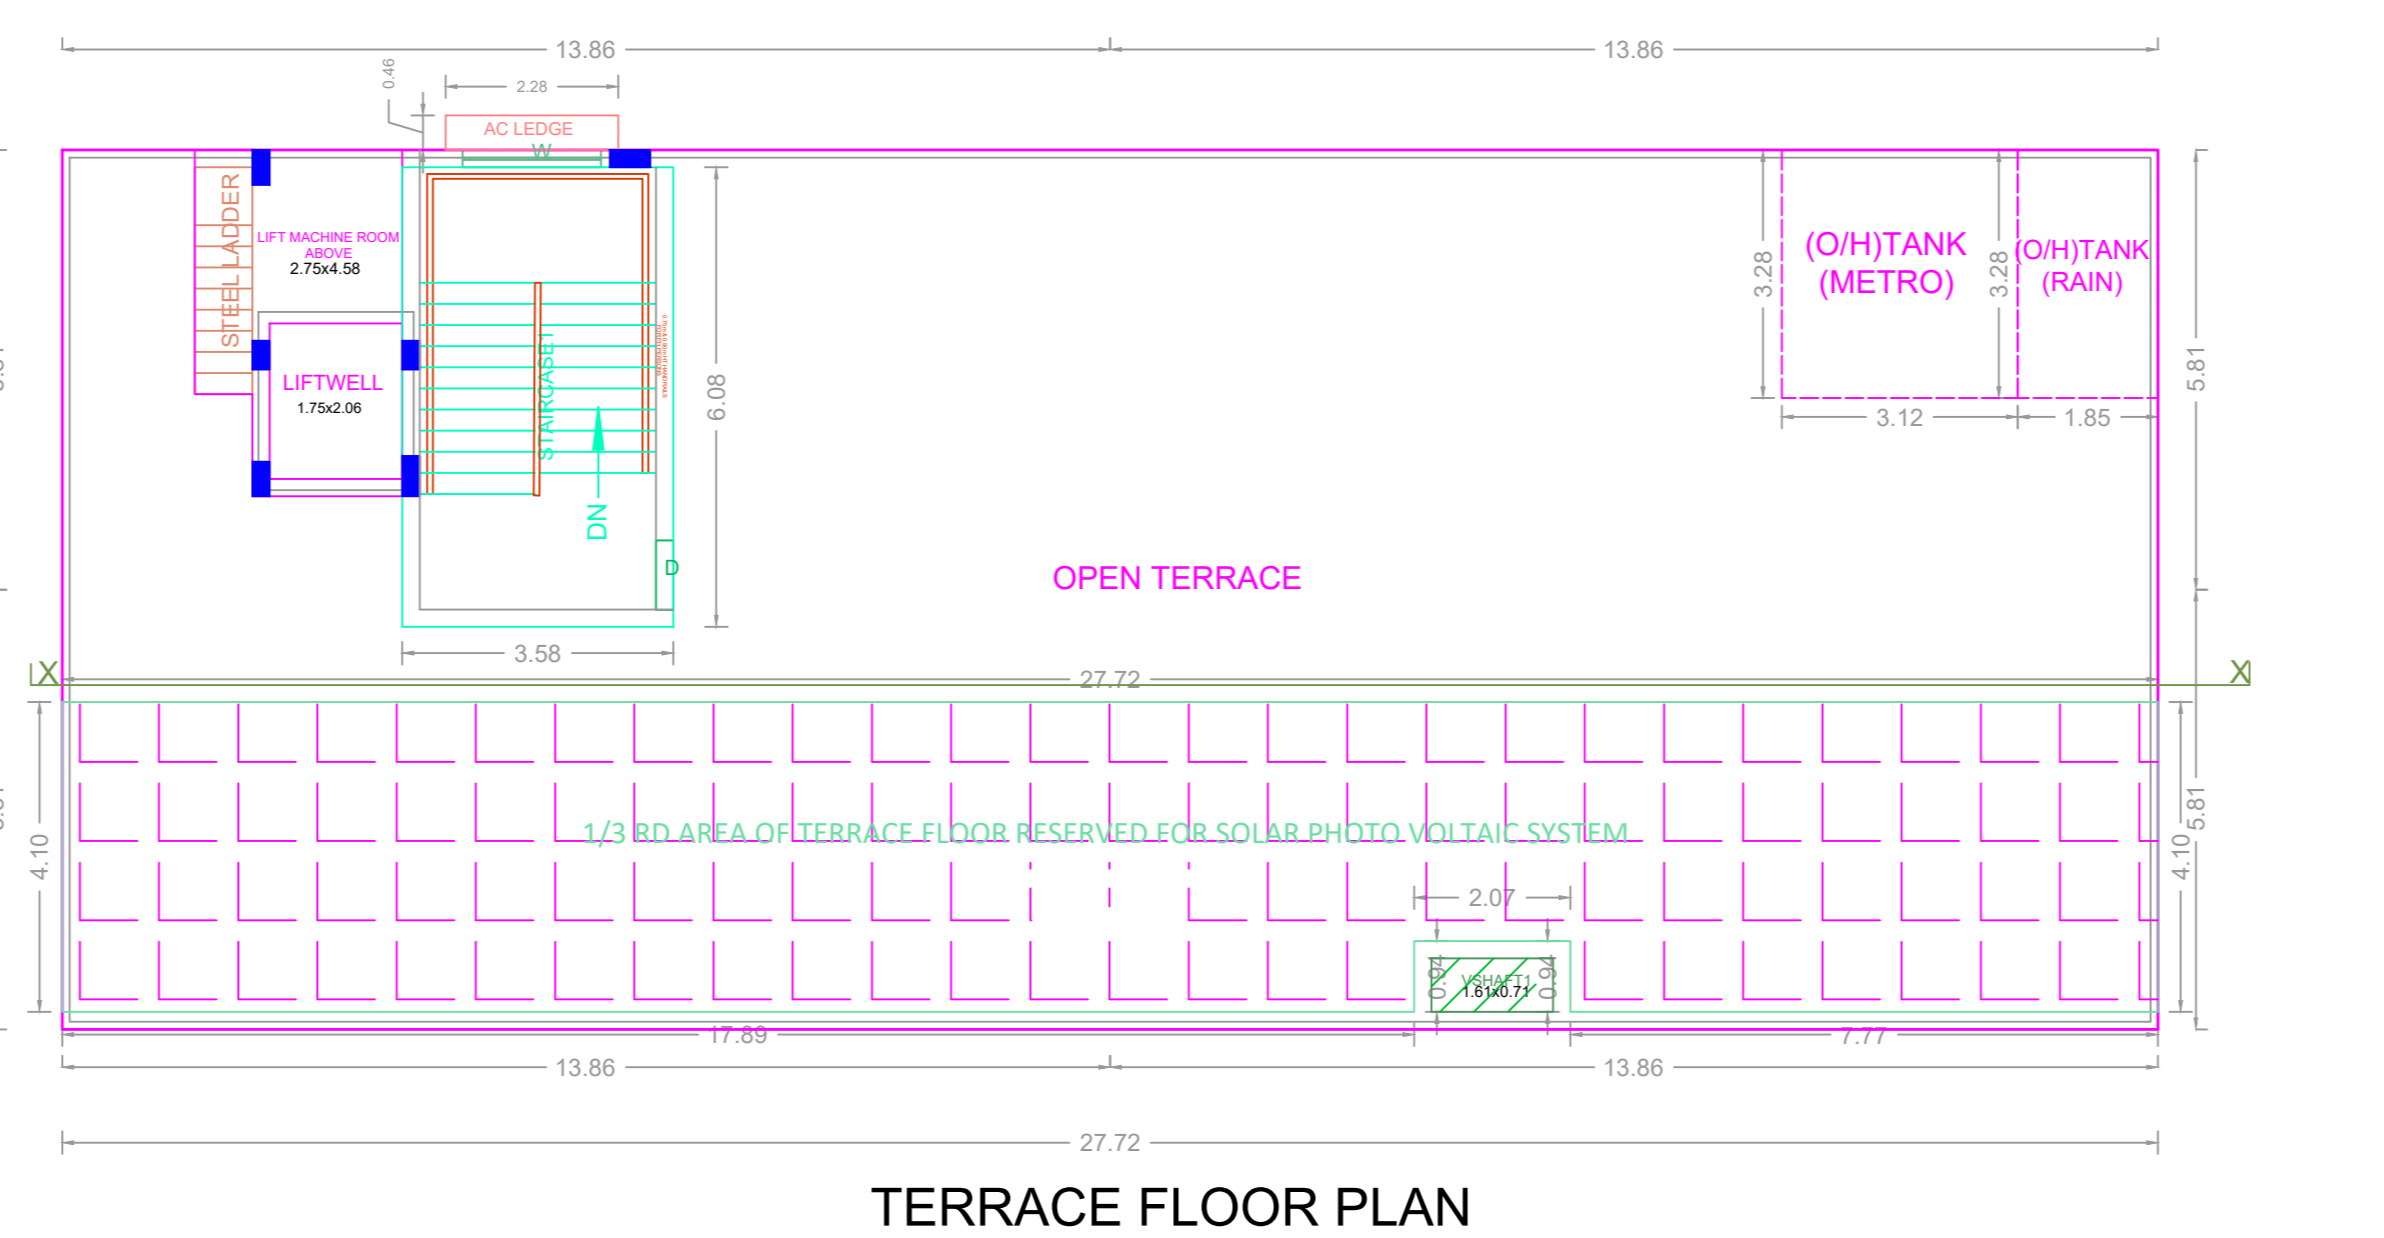 13.86
13.86
0.46
2.28
AC LEDGE
W
STEEL LADDER
LIFT MACHINE ROOM
ABOVE
2.75x4.58
LIFTWELL
1.75x2.06
STAIRCASE1
DN
D
6.08
3.58
3.28
(O/H)TANK
(METRO)
3.28
(O/H)TANK
(RAIN)
3.12
1.85
5.81
OPEN TERRACE
X
27.72
X
4.10
1/3 RD AREA OF TERRACE FLOOR RESERVED FOR SOLAR PHOTO VOLTAIC SYSTEM
4.10
5.81
2.07
0.94
VSHAFT1
1.61x0.71
0.94
17.89
7.77
13.86
13.86
27.72
TERRACE FLOOR PLAN